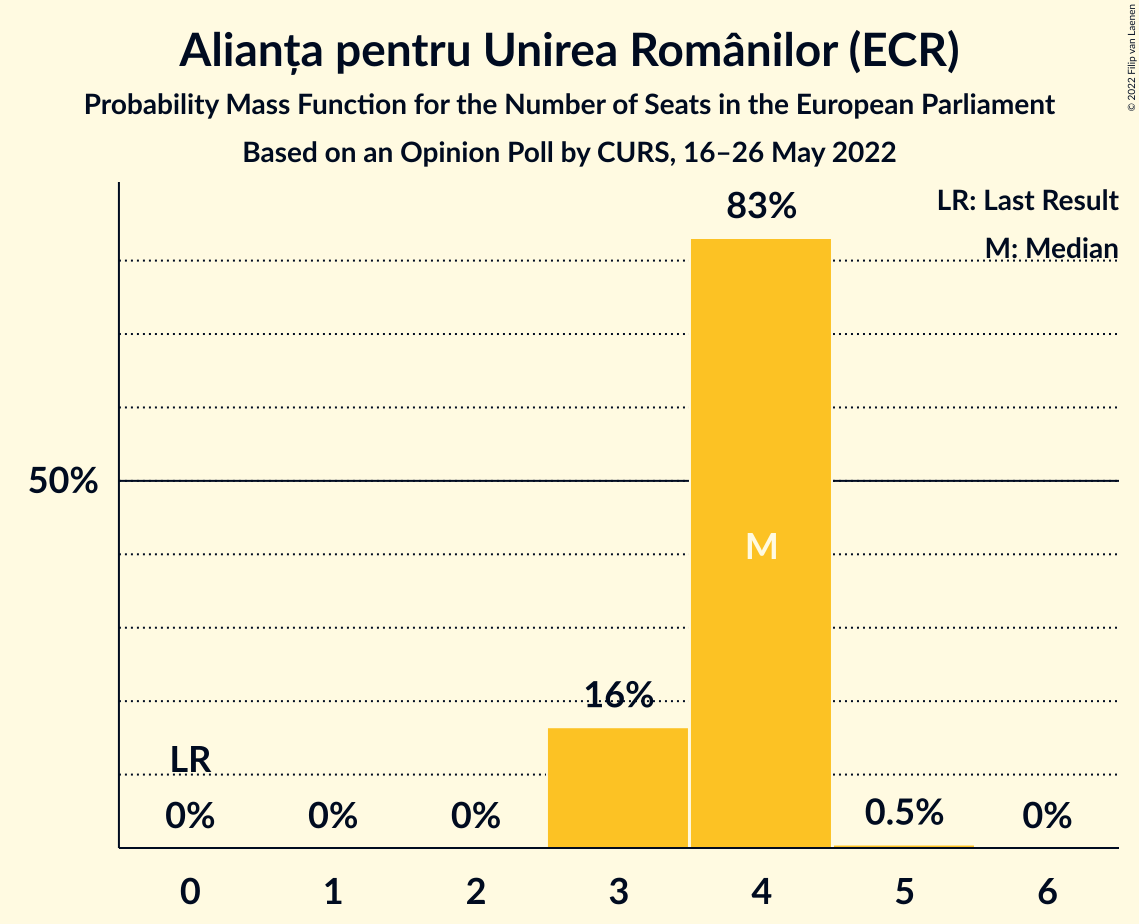 Alianța pentru Unirea Românilor (ECR)
Probability Mass Function for the Number of Seats in the European Parliament
Based on an Opinion Poll by CURS, 16–26 May 2022
© 2022 Filip van Laenen
LR: Last Result
M: Median
83%
50%
M
16%
LR
0%
0%
0%
0.5%
0%
0
1
2
3
4
5
6